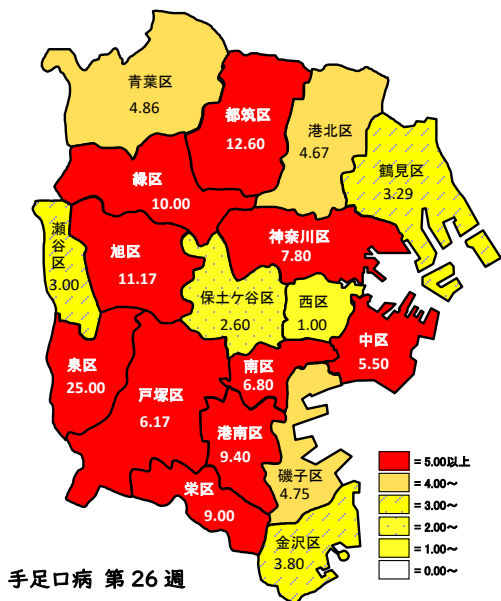 青葉区
4.86
都筑区
12.60
港北区
4.67
鶴見区
3.29
緑区
10.00
神奈川区
7.80
瀬谷区
3.00
旭区
11.17
保土ケ谷区
2.60
西区
1.00
中区
5.50
泉区
25.00
戸塚区
6.17
南区
6.80
港南区
9.40
磯子区
4.75
栄区
9.00
金沢区
3.80
= 5.00以上
= 4.00～
= 3.00～
= 2.00～
= 1.00～
= 0.00～
手足口病 第 26 週